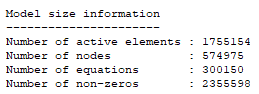 Model size information
----------------------
Number of active elements : 1755154
Number of nodes : 574975
Number of equations : 300150
Number of non-zeros : 2355598